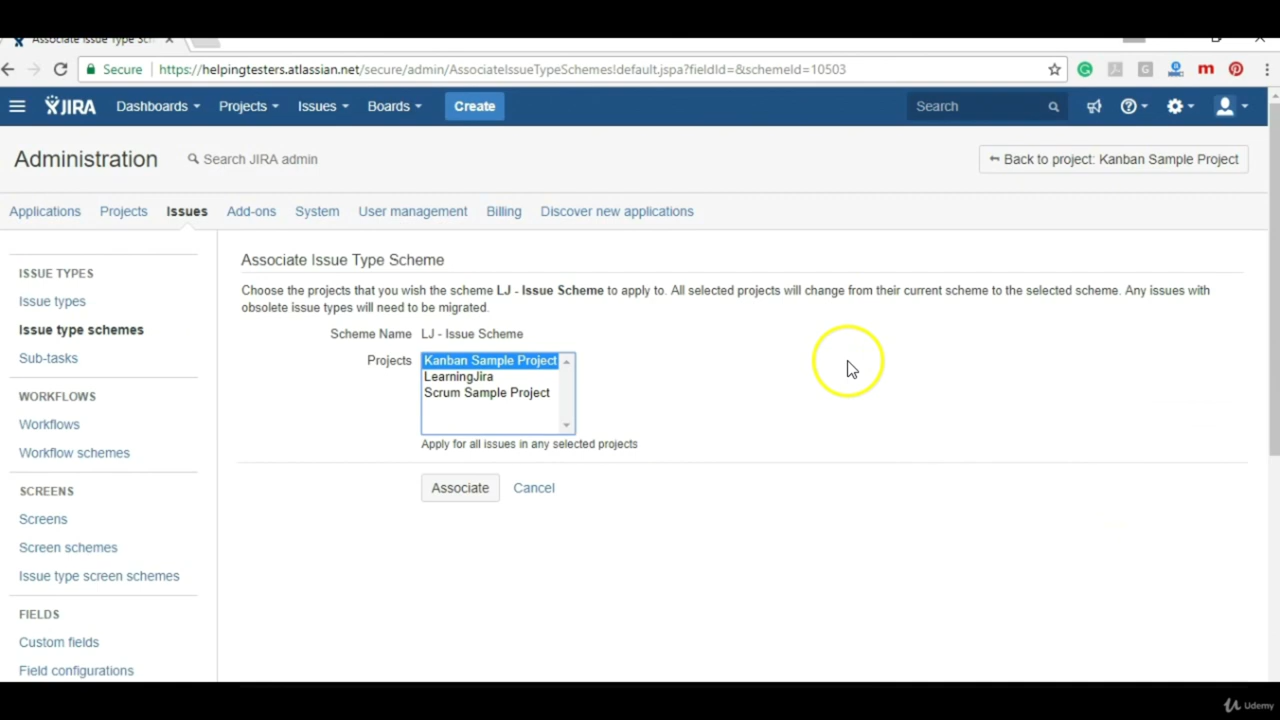 Associate Issue Type Sch
Secure https://helpingtesters.atlassian.net/secure/admin/AssociateIssueTypeSchemes!default.jspa?fieldId=&schemeId=10503
JIRA Dashboards Projects Issues Boards Create Search
Administration Search JIRA admin Back to project: Kanban Sample Project
Applications Projects Issues Add-ons System User management Billing Discover new applications
ISSUE TYPES
Issue types
Issue type schemes
Sub-tasks
WORKFLOWS
Workflows
Workflow schemes
SCREENS
Screens
Screen schemes
Issue type screen schemes
FIELDS
Custom fields
Field configurations
Associate Issue Type Scheme
Choose the projects that you wish the scheme LJ - Issue Scheme to apply to. All selected projects will change from their current scheme to the selected scheme. Any issues with
obsolete issue types will need to be migrated.
Scheme Name LJ - Issue Scheme
Projects Kanban Sample Project
LearningJira
Scrum Sample Project
Apply for all issues in any selected projects
Associate Cancel
Udemy